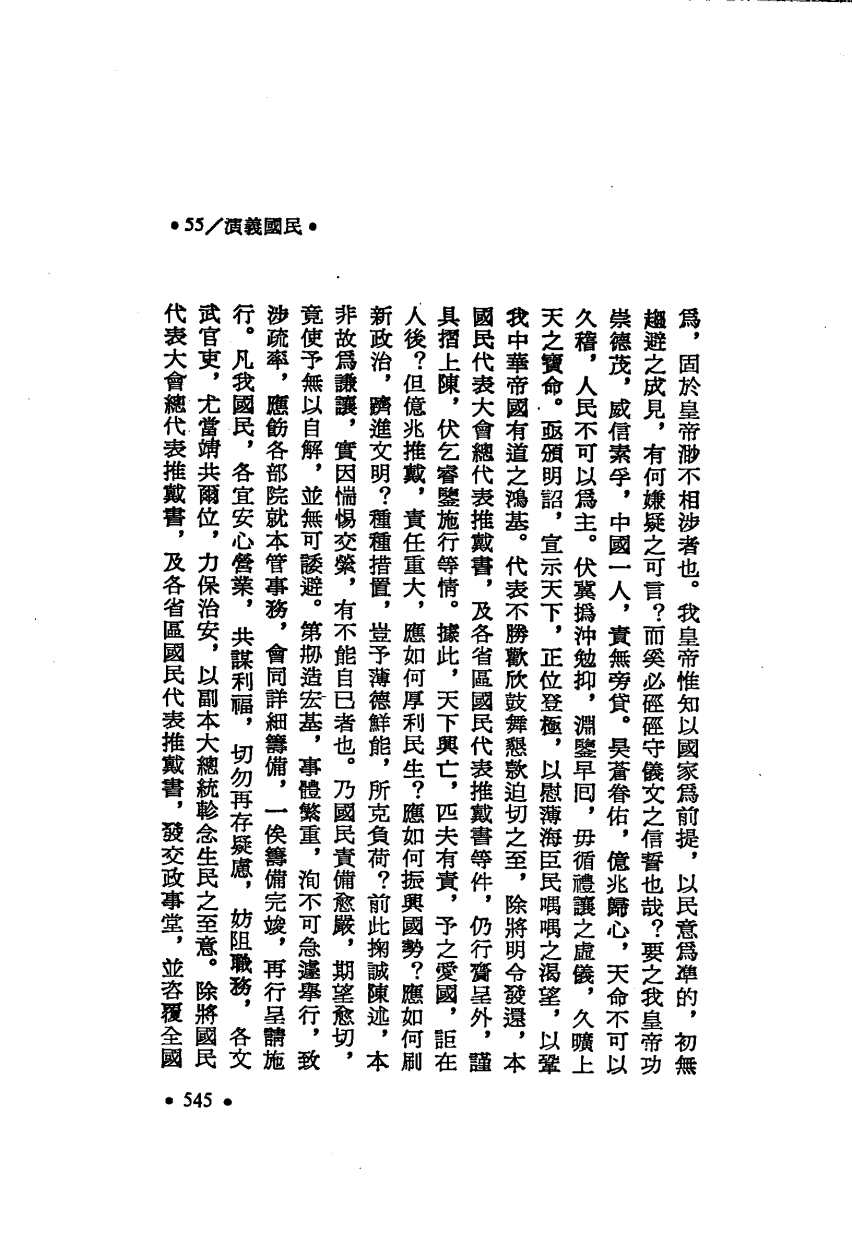 •55／演義國民•
爲，固於皇帝渺不相涉者也。我皇帝惟知以國家爲前提，以民意爲準的，初無
趨避之成見，有何嫌疑之可言？而奚必硜硜守儀文之信誓也哉？要之我皇帝功
崇德茂，威信素孚，中國一人，責無旁貸。昊蒼眷佑，億兆歸心，天命不可以
久稽，人民不可以爲主。伏冀撝沖勉抑，淵鑒早囘，毋循禮讓之虛儀，久曠上
天之寶命。亟頒明詔，宣示天下，正位登極，以慰薄海臣民喁喁之渴望，以鞏
我中華帝國有道之鴻基。代表不勝歡欣鼓舞懇欵迫切之至，除將明令發還，本
國民代表大會總代表推戴書，及各省區國民代表推戴書等件，仍行齎呈外，謹
具摺上陳，伏乞睿鑒施行等情。據此，天下興亡，匹夫有責，予之愛國，詎在
人後？但億兆推戴，責任重大，應如何厚利民生？應如何振興國勢？應如何刷
新政治，躋進文明？種種措置，豈予薄德鮮能，所克負荷？前此掬誠陳述，本
非故爲謙讓，實因惴惕交縈，有不能自已者也。乃國民責備愈嚴，期望愈切，
竟使予無以自解，並無可諉避。第刱造宏基，事體繁重，洵不可急遽舉行，致
涉疏率，應飭各部院就本管事務，會同詳細籌備，一俟籌備完竣，再行呈請施
行。凡我國民，各宜安心營業，共謀利福，切勿再存疑慮，妨阻職務，各文
武官吏，尤當靖共爾位，力保治安，以副本大總統軫念生民之至意。除將國民
代表大會總代表推戴書，及各省區國民代表推戴書，發交政事堂，並咨覆全國
•545•